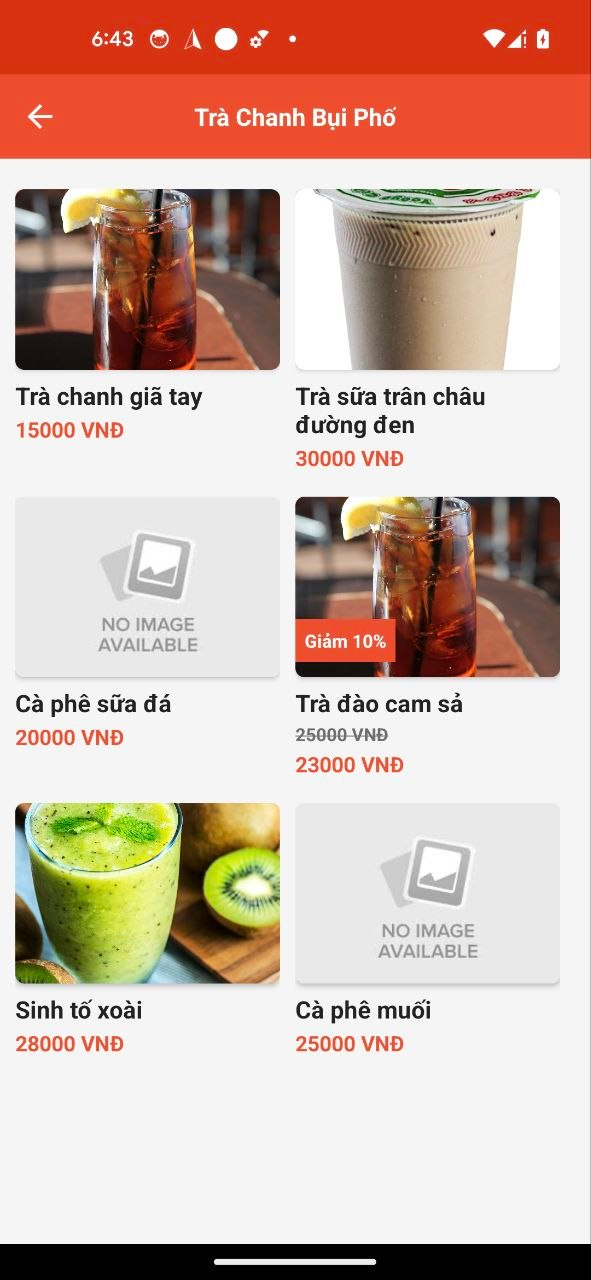 6:43
Trà Chanh Bụi Phố
Trà chanh giã tay
15000 VNĐ
Trà sữa trân châu
đường đen
30000 VNĐ
NO IMAGE
AVAILABLE
Cà phê sữa đá
20000 VNĐ
Giảm 10%
Trà đào cam sả
25000 VNĐ
23000 VNĐ
Sinh tố xoài
28000 VNĐ
NO IMAGE
AVAILABLE
Cà phê muối
25000 VNĐ